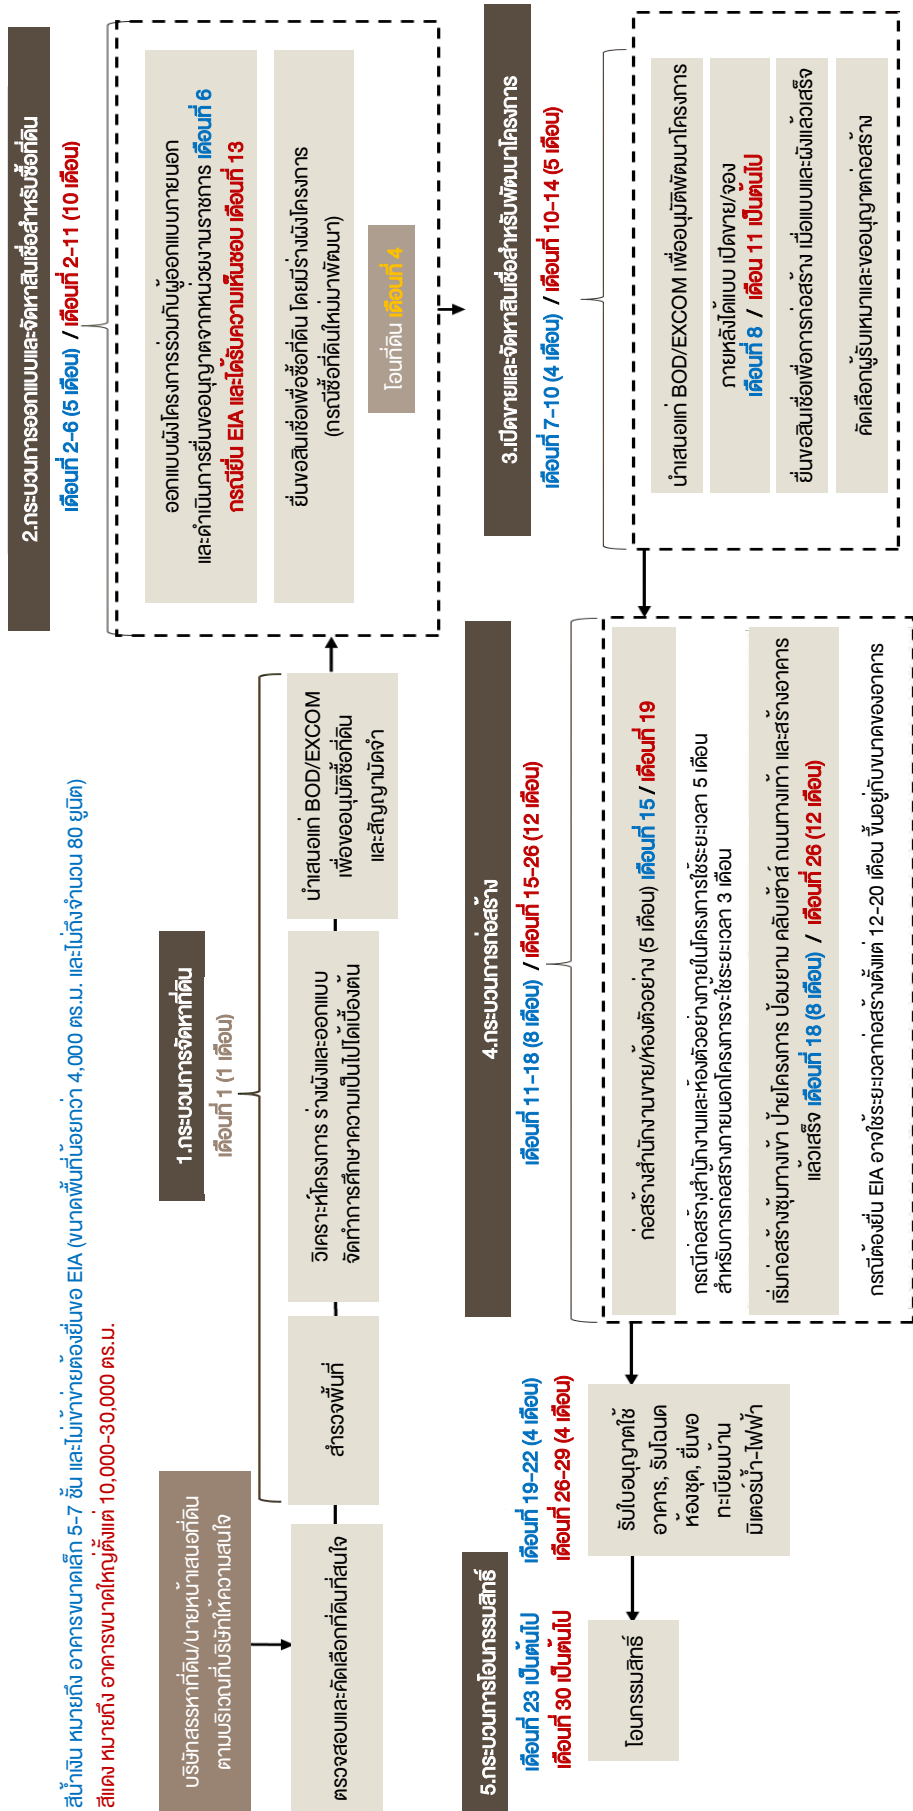 สีน้ำเงิน หมายถึง อาคารขนาดเล็ก 5-7 ชั้น และไม่เข้าข่ายต้องยื่นขอ EIA (ขนาดพื้นที่น้อยกว่า 4,000 ตร.ม. และไม่ถึงจำนวน 80 ยูนิต)
สีแดง หมายถึง อาคารขนาดใหญ่ตั้งแต่ 10,000-30,000 ตร.ม.
บริษัทสรรหาที่ดิน/นายหน้าเสนอที่ดิน
ตามบริเวณที่บริษัทให้ความสนใจ
ตรวจสอบและคัดเลือกที่ดินที่สนใจ
1.กระบวนการจัดหาที่ดิน
เดือนที่ 1 (1 เดือน)
สำรวจพื้นที่
วิเคราะห์โครงการ ร่างผังและออกแบบ
จัดทำการศึกษาความเป็นไปได้เบื้องต้น
นำเสนอแก่ BOD/EXCOM
เพื่อขออนุมัติซื้อที่ดิน
และสัญญามัดจำ
2.กระบวนการออกแบบและจัดหาสินเชื่อสำหรับซื้อที่ดิน
เดือนที่ 2-6 (5 เดือน) / เดือนที่ 2-11 (10 เดือน)
ออกแบบผังโครงการร่วมกับผู้ออกแบบภายนอก
และดำเนินการยื่นขออนุญาตจากหน่วยงานราชการ เดือนที่ 6
กรณียื่น EIA และได้รับความเห็นชอบ เดือนที่ 13
ยื่นขอสินเชื่อเพื่อซื้อที่ดิน โดยมีร่างผังโครงการ
(กรณีซื้อที่ดินใหม่มาพัฒนา)
โอนที่ดิน เดือนที่ 4
3.เปิดขายและจัดหาสินเชื่อสำหรับพัฒนาโครงการ
เดือนที่ 7-10 (4 เดือน) / เดือนที่ 10-14 (5 เดือน)
นำเสนอแก่ BOD/EXCOM เพื่ออนุมัติพัฒนาโครงการ
ภายหลังได้แบบ เปิดขาย/จอง
เดือนที่ 8 / เดือน 11 เป็นต้นไป
ยื่นขอสินเชื่อเพื่อการก่อสร้าง เมื่อแบบและผังแล้วเสร็จ
คัดเลือกผู้รับเหมาและขออนุญาตก่อสร้าง
4.กระบวนการก่อสร้าง
เดือนที่ 11-18 (8 เดือน) / เดือนที่ 15-26 (12 เดือน)
ก่อสร้างสำนักงานขาย/ห้องตัวอย่าง (5 เดือน) เดือนที่ 15 / เดือนที่ 19
กรณีก่อสร้างสำนักงานและห้องตัวอย่างภายในโครงการใช้ระยะเวลา 5 เดือน
สำหรับการก่อสร้างภายนอกโครงการจะใช้ระยะเวลา 3 เดือน
เริ่มก่อสร้างซุ้มทางเข้า ป้ายโครงการ ป้อมยาม คลับเฮ้าส์ ถนนทางเท้า และสร้างอาคาร
แล้วเสร็จ เดือนที่ 18 (8 เดือน) / เดือนที่ 26 (12 เดือน)
กรณีต้องยื่น EIA อาจใช้ระยะเวลาก่อสร้างตั้งแต่ 12-20 เดือน ขึ้นอยู่กับขนาดของอาคาร
5.กระบวนการโอนกรรมสิทธิ์
เดือนที่ 23 เป็นต้นไป
เดือนที่ 30 เป็นต้นไป
เดือนที่ 19-22 (4 เดือน)
เดือนที่ 26-29 (4 เดือน)
รับใบอนุญาตใช้
อาคาร, รับโฉนด
ห้องชุด, ยื่นขอ
ทะเบียนบ้าน
มิเตอร์น้ำ-ไฟฟ้า
โอนกรรมสิทธิ์